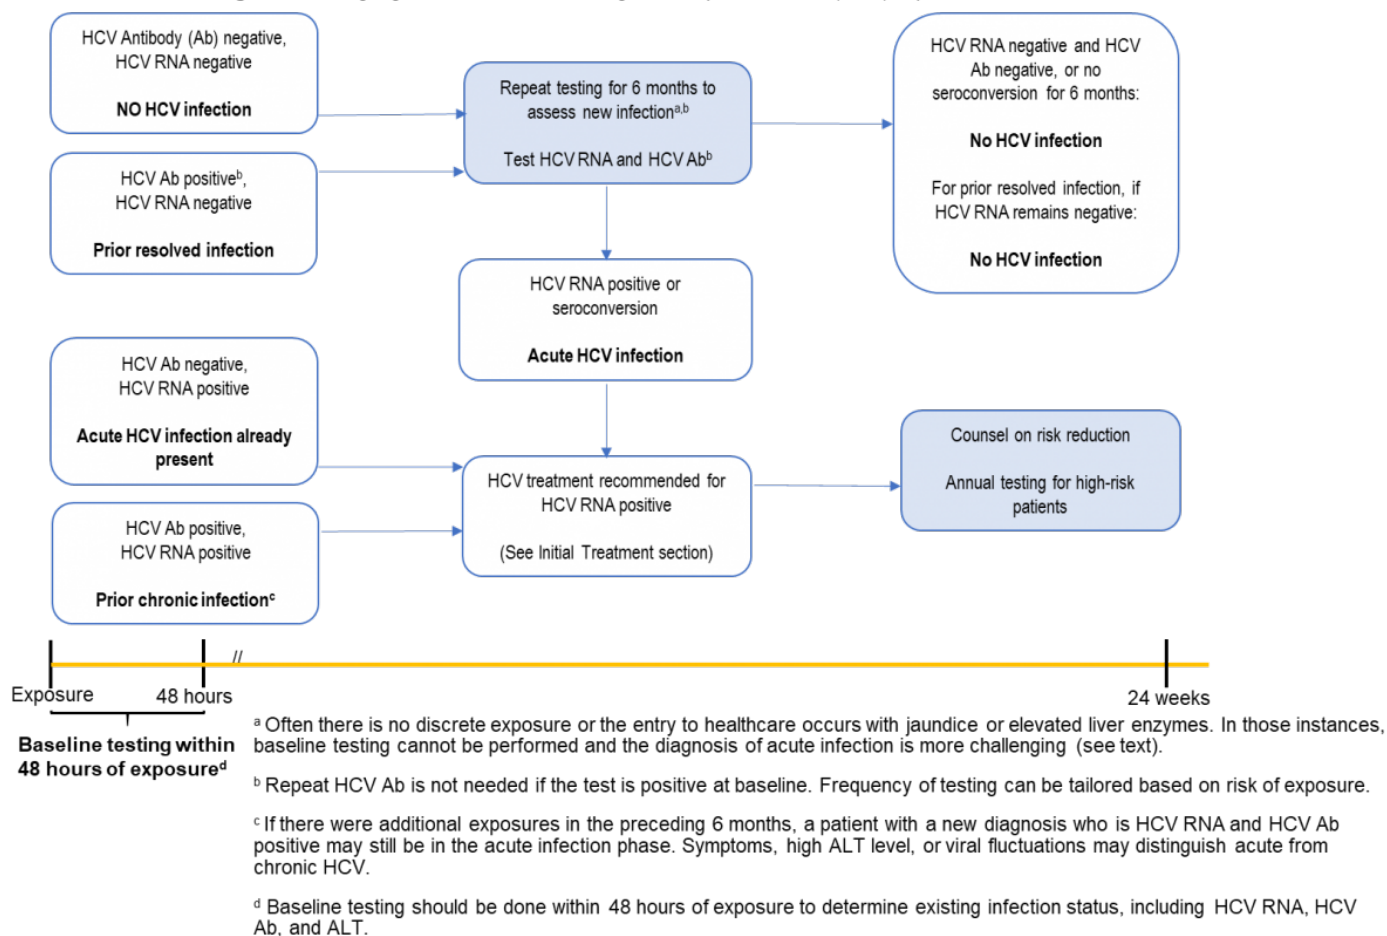 HCV Antibody (Ab) negative,
HCV RNA negative
NO HCV infection
HCV Ab positiveᵇ,
HCV RNA negative
Prior resolved infection
HCV Ab negative,
HCV RNA positive
Acute HCV infection already
present
HCV Ab positive,
HCV RNA positive
Prior chronic infectionᶜ
Repeat testing for 6 months to
assess new infectionᵃ,ᵇ
Test HCV RNA and HCV Abᵇ
HCV RNA positive or
seroconversion
Acute HCV infection
HCV treatment recommended for
HCV RNA positive
(See Initial Treatment section)
HCV RNA negative and HCV
Ab negative, or no
seroconversion for 6 months:
No HCV infection
For prior resolved infection, if
HCV RNA remains negative:
No HCV infection
Counsel on risk reduction
Annual testing for high-risk
patients
//
Exposure
48 hours
24 weeks
Baseline testing within
48 hours of exposureᵈ
ᵃ Often there is no discrete exposure or the entry to healthcare occurs with jaundice or elevated liver enzymes. In those instances,
baseline testing cannot be performed and the diagnosis of acute infection is more challenging (see text).
ᵇ Repeat HCV Ab is not needed if the test is positive at baseline. Frequency of testing can be tailored based on risk of exposure.
ᶜ If there were additional exposures in the preceding 6 months, a patient with a new diagnosis who is HCV RNA and HCV Ab
positive may still be in the acute infection phase. Symptoms, high ALT level, or viral fluctuations may distinguish acute from
chronic HCV.
ᵈ Baseline testing should be done within 48 hours of exposure to determine existing infection status, including HCV RNA, HCV
Ab, and ALT.